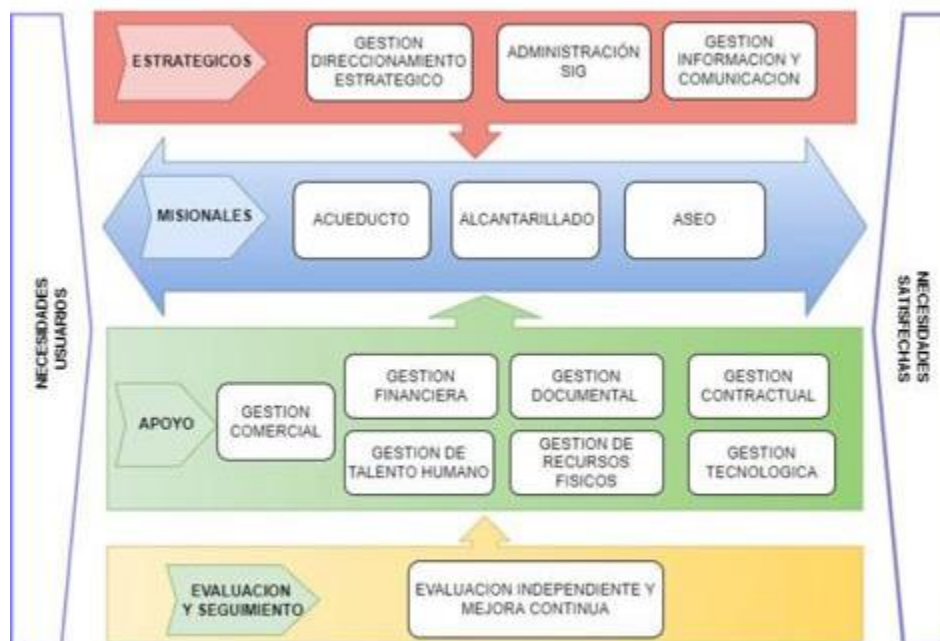 ESTRATEGICOS
GESTION
DIRECCIONAMIENTO
ESTRATEGICO
ADMINISTRACIÓN
SIG
GESTION
INFORMACION Y
COMUNICACION
MISIONALES
ACUEDUCTO
ALCANTARILLADO
ASEO
NECESIDADES
USUARIOS
NECESIDADES
SATISFECHAS
APOYO
GESTION
COMERCIAL
GESTION
FINANCIERA
GESTION
DOCUMENTAL
GESTION
CONTRACTUAL
GESTION DE
TALENTO HUMANO
GESTION DE
RECURSOS
FISICOS
GESTION
TECNOLOGICA
EVALUACION
Y SEGUIMIENTO
EVALUACION INDEPENDIENTE Y
MEJORA CONTINUA